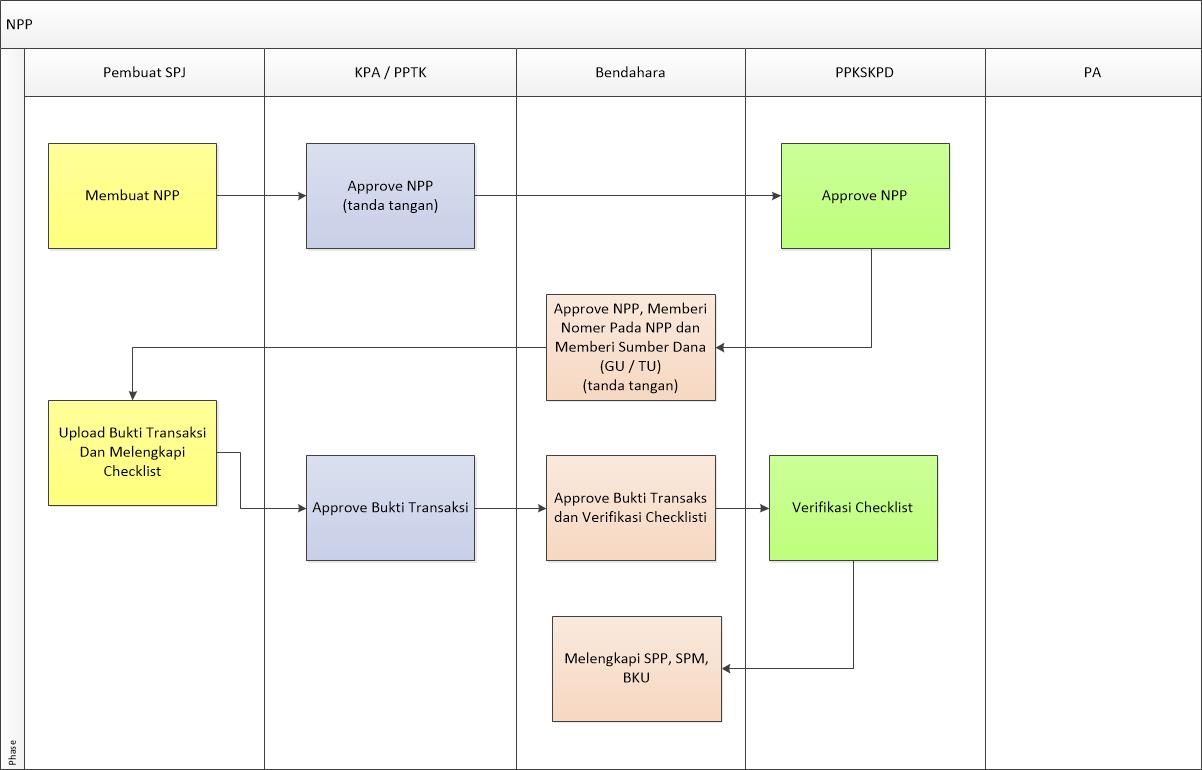 NPP
Pembuat SPJ
KPA / PPTK
Bendahara
PPKSKPD
PA
Membuat NPP
Approve NPP
(tanda tangan)
Approve NPP
Approve NPP, Memberi
Nomer Pada NPP dan
Memberi Sumber Dana
(GU / TU)
(tanda tangan)
Upload Bukti Transaksi
Dan Melengkapi
Checklist
Approve Bukti Transaksi
Approve Bukti Transaks
dan Verifikasi Checklisti
Verifikasi Checklist
Melengkapi SPP, SPM,
BKU
Phase